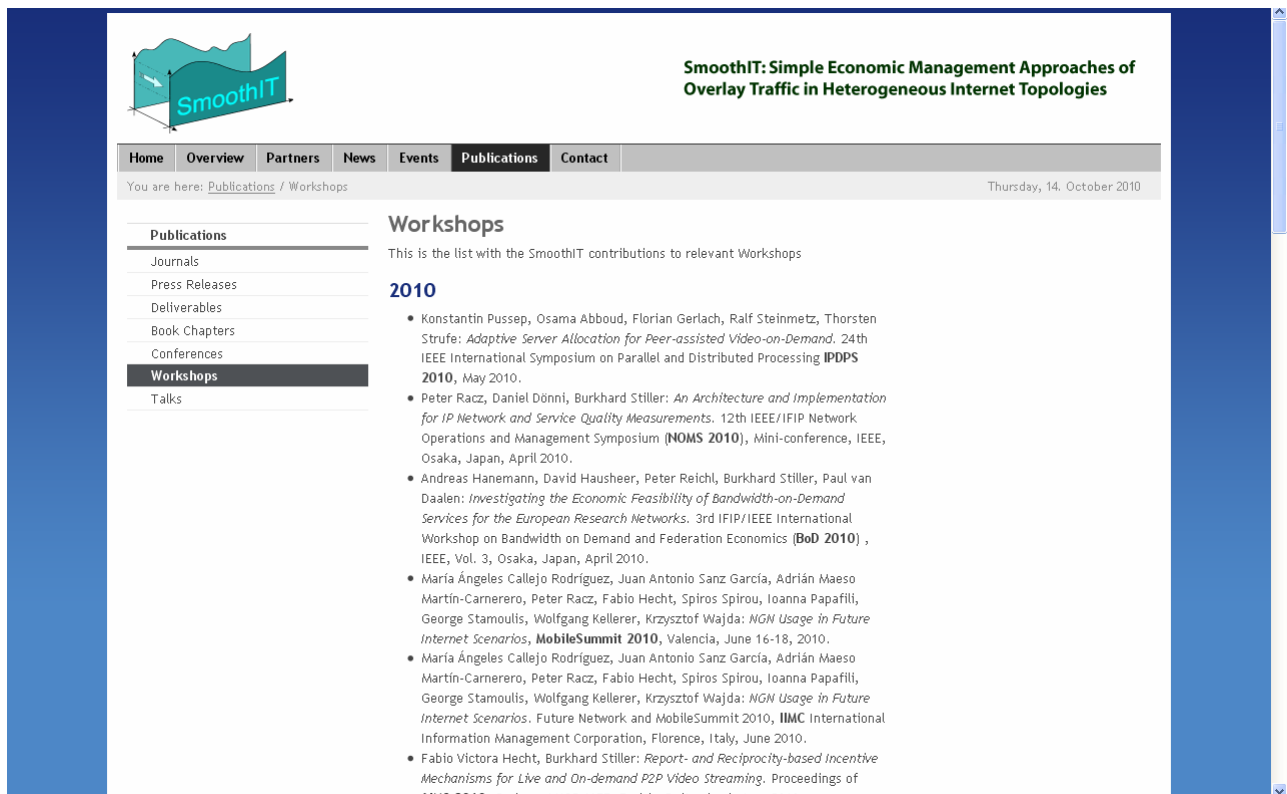 SmoothIT
SmoothIT: Simple Economic Management Approaches of
Overlay Traffic in Heterogeneous Internet Topologies
Home Overview Partners News Events Publications Contact
You are here: Publications / Workshops
Thursday, 14. October 2010
Publications
Journals
Press Releases
Deliverables
Book Chapters
Conferences
Workshops
Talks
Workshops
This is the list with the SmoothIT contributions to relevant Workshops
2010
• Konstantin Pussep, Osama Abboud, Florian Gerlach, Ralf Steinmetz, Thorsten
Strufe: Adaptive Server Allocation for Peer-assisted Video-on-Demand. 24th
IEEE International Symposium on Parallel and Distributed Processing IPDPS
2010, May 2010.
• Peter Racz, Daniel Dönni, Burkhard Stiller: An Architecture and Implementation
for IP Network and Service Quality Measurements. 12th IEEE/IFIP Network
Operations and Management Symposium (NOMS 2010), Mini-conference, IEEE,
Osaka, Japan, April 2010.
• Andreas Hanemann, David Hausheer, Peter Reichl, Burkhard Stiller, Paul van
Daalen: Investigating the Economic Feasibility of Bandwidth-on-Demand
Services for the European Research Networks. 3rd IFIP/IEEE International
Workshop on Bandwidth on Demand and Federation Economics (BoD 2010) ,
IEEE, Vol. 3, Osaka, Japan, April 2010.
• María Ángeles Callejo Rodríguez, Juan Antonio Sanz García, Adrián Maeso
Martín-Carnerero, Peter Racz, Fabio Hecht, Spiros Spirou, Ioanna Papafili,
George Stamoulis, Wolfgang Kellerer, Krzysztof Wajda: NGN Usage in Future
Internet Scenarios, MobileSummit 2010, Valencia, June 16-18, 2010.
• María Ángeles Callejo Rodríguez, Juan Antonio Sanz García, Adrián Maeso
Martín-Carnerero, Peter Racz, Fabio Hecht, Spiros Spirou, Ioanna Papafili,
George Stamoulis, Wolfgang Kellerer, Krzysztof Wajda: NGN Usage in Future
Internet Scenarios. Future Network and MobileSummit 2010, IIMC International
Information Management Corporation, Florence, Italy, June 2010.
• Fabio Victora Hecht, Burkhard Stiller: Report- and Reciprocity-based Incentive
Mechanisms for Live and On-demand P2P Video Streaming. Proceedings of